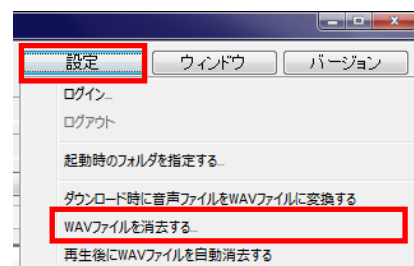 設定 ウィンドウ バージョン
ログイン...
ログアウト
起動時のフォルダを指定する...
ダウンロード時に音声ファイルをWAVファイルに変換する
WAVファイルを消去する...
再生後にWAVファイルを自動消去する